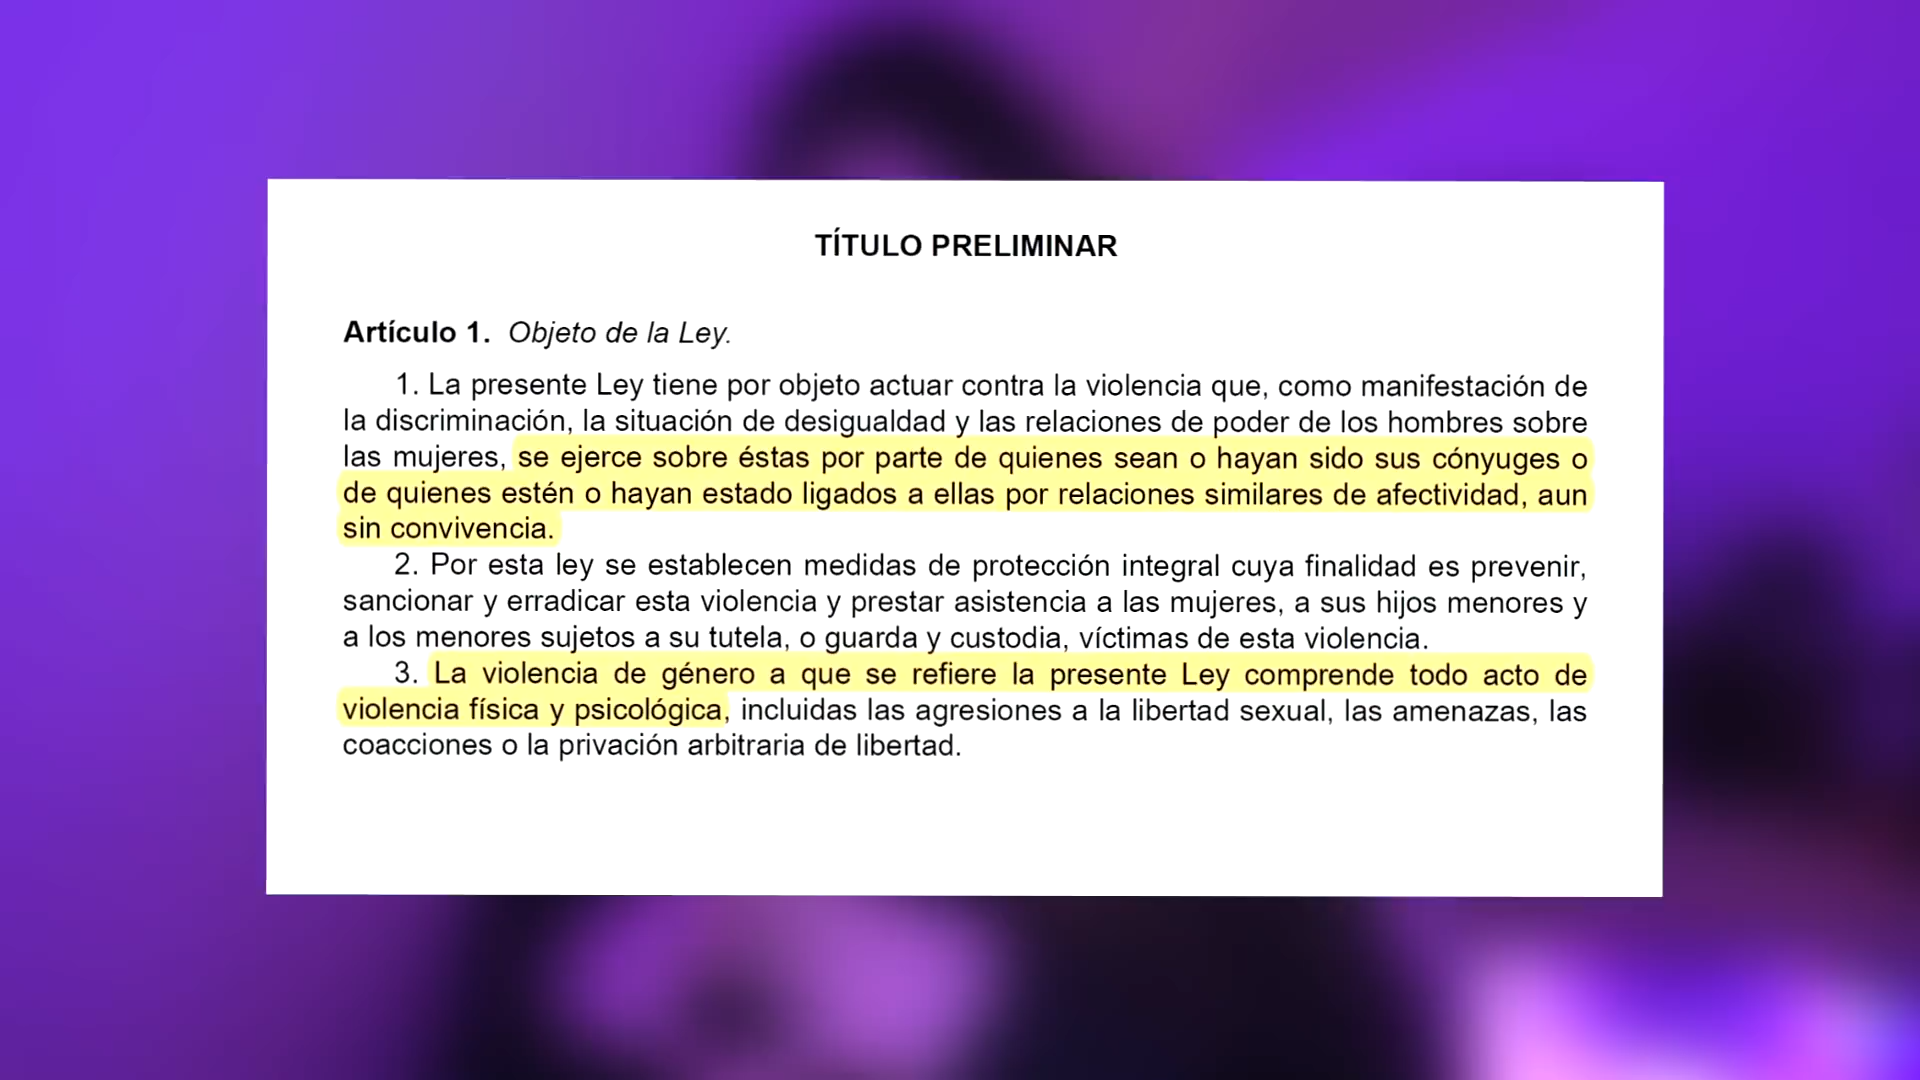 TÍTULO PRELIMINAR
Artículo 1. Objeto de la Ley.
1. La presente Ley tiene por objeto actuar contra la violencia que, como manifestación de
la discriminación, la situación de desigualdad y las relaciones de poder de los hombres sobre
las mujeres, se ejerce sobre éstas por parte de quienes sean o hayan sido sus cónyuges o
de quienes estén o hayan estado ligados a ellas por relaciones similares de afectividad, aun
sin convivencia.
2. Por esta ley se establecen medidas de protección integral cuya finalidad es prevenir,
sancionar y erradicar esta violencia y prestar asistencia a las mujeres, a sus hijos menores y
a los menores sujetos a su tutela, o guarda y custodia, víctimas de esta violencia.
3. La violencia de género a que se refiere la presente Ley comprende todo acto de
violencia física y psicológica, incluidas las agresiones a la libertad sexual, las amenazas, las
coacciones o la privación arbitraria de libertad.